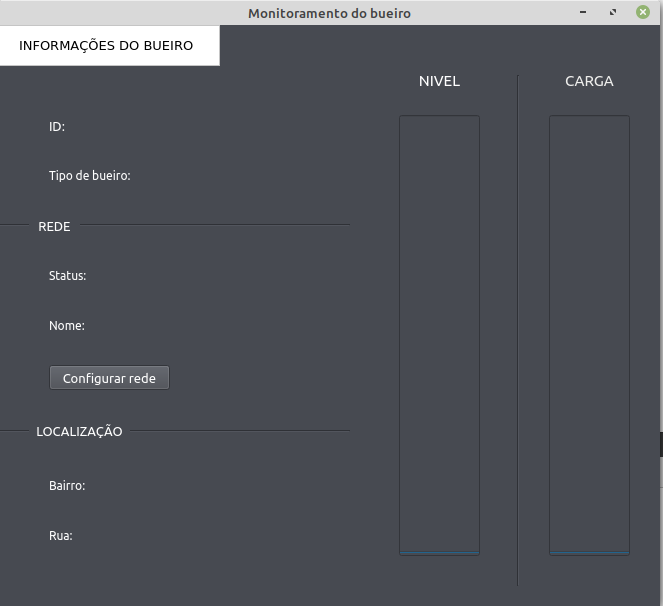 Monitoramento do bueiro
INFORMAÇÕES DO BUEIRO
ID:
Tipo de bueiro:
REDE
Status:
Nome:
Configurar rede
LOCALIZAÇÃO
Bairro:
Rua:
NIVEL
CARGA